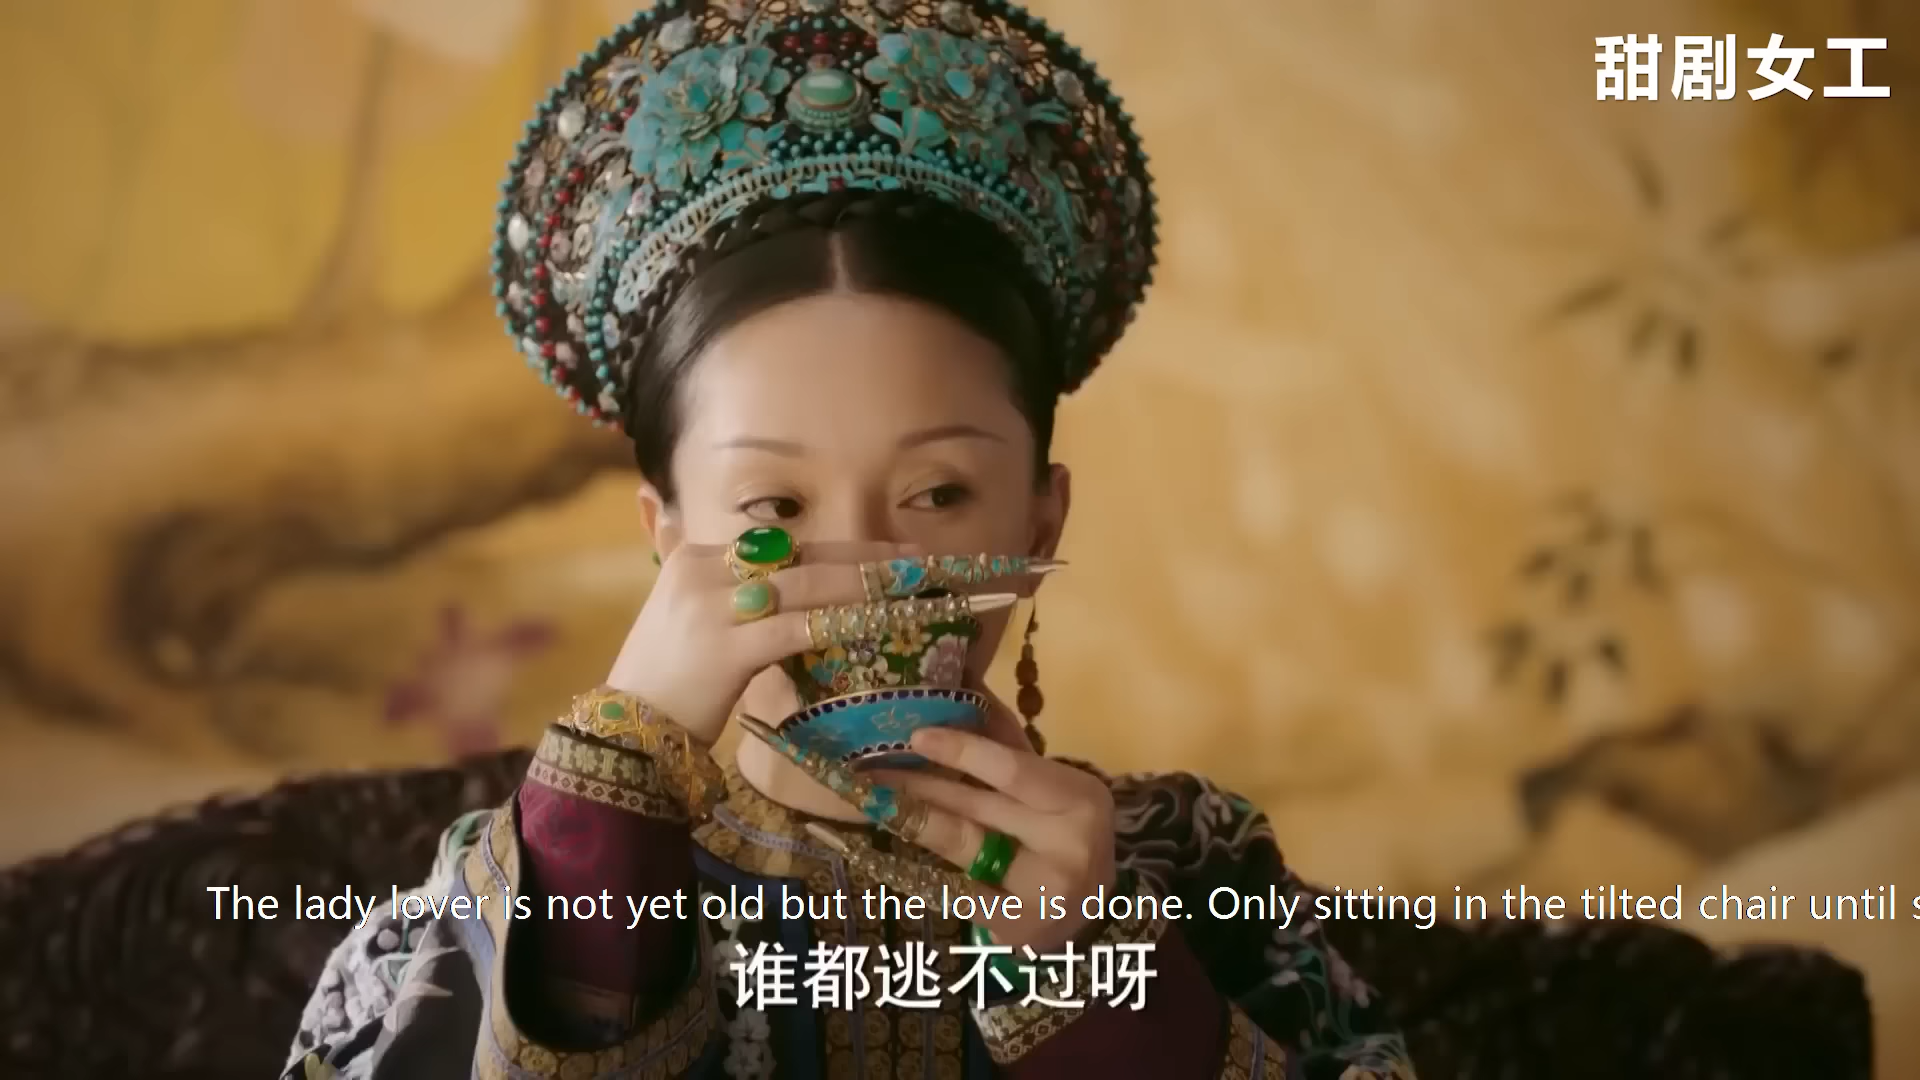 甜剧女工
The lady lover is not yet old but the love is done. Only sitting in the tilted chair until
谁都逃不过呀